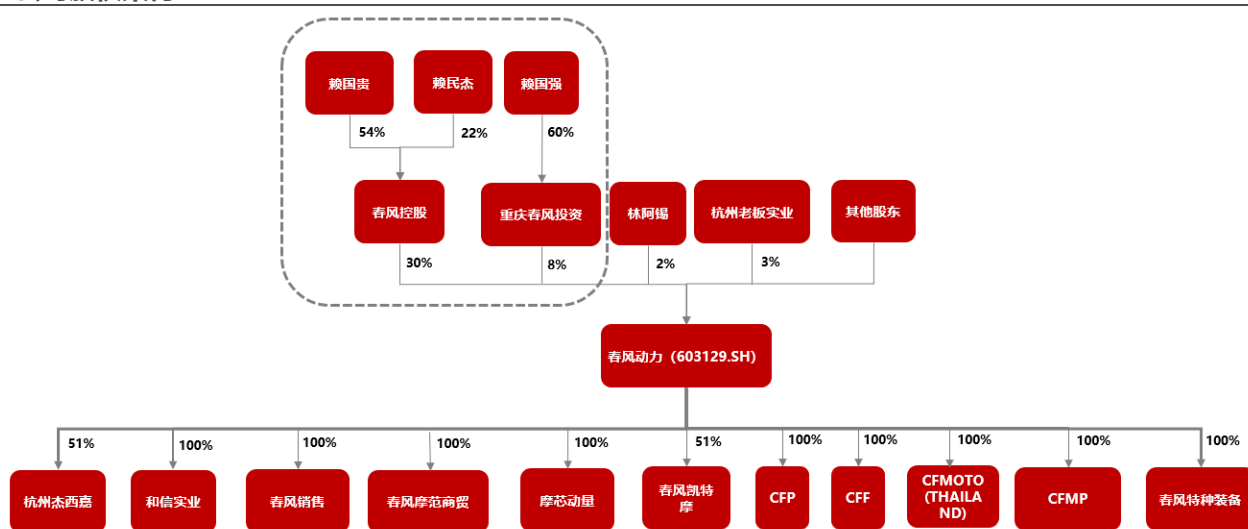 赖国贵
赖民杰
赖国强
54%
22%
60%
春风控股
重庆春风投资
林阿锡
杭州老板实业
其他股东
30%
8%
2%
3%
春风动力（603129.SH）
51%
100%
100%
100%
100%
51%
100%
100%
100%
100%
100%
杭州杰西嘉
和信实业
春风销售
春风摩范商贸
摩芯动量
春风凯特
摩
CFP
CFF
CFMOTO
(THAILA
ND)
CFMP
春风特种装备